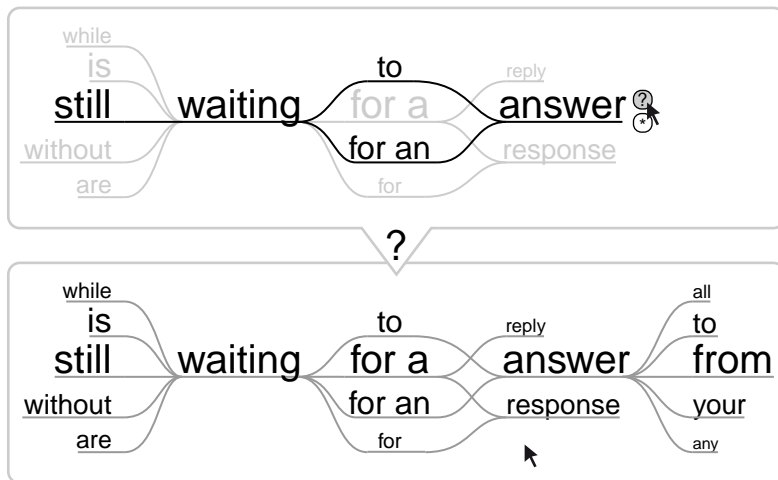 while
is
to
reply
still waiting for a answer ?
*
without for an response
are for
?
while all
is to reply to
still waiting for a answer from
without for an response your
are for any